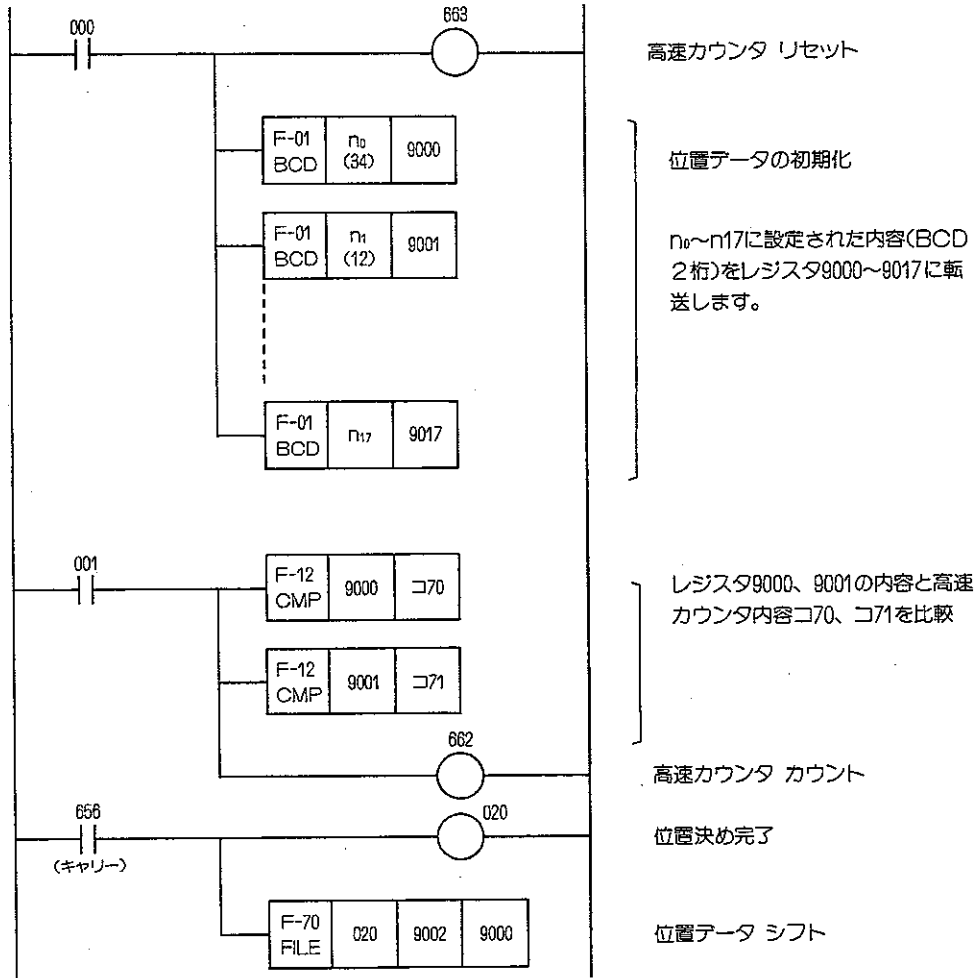 000
663
高速カウンタ リセット
F-01
BCD
n₀
(34)
9000
位置データの初期化
F-01
BCD
n₁
(12)
9001
n₀〜n17に設定された内容(BCD
2桁)をレジスタ9000〜9017に転
送します。
F-01
BCD
n₁₇
9017
001
F-12
CMP
9000
コ70
レジスタ9000、9001の内容と高速
カウンタ内容コ70、コ71を比較
F-12
CMP
9001
コ71
662
高速カウンタ カウント
656
(キャリー)
020
位置決め完了
F-70
FILE
020
9002
9000
位置データ シフト